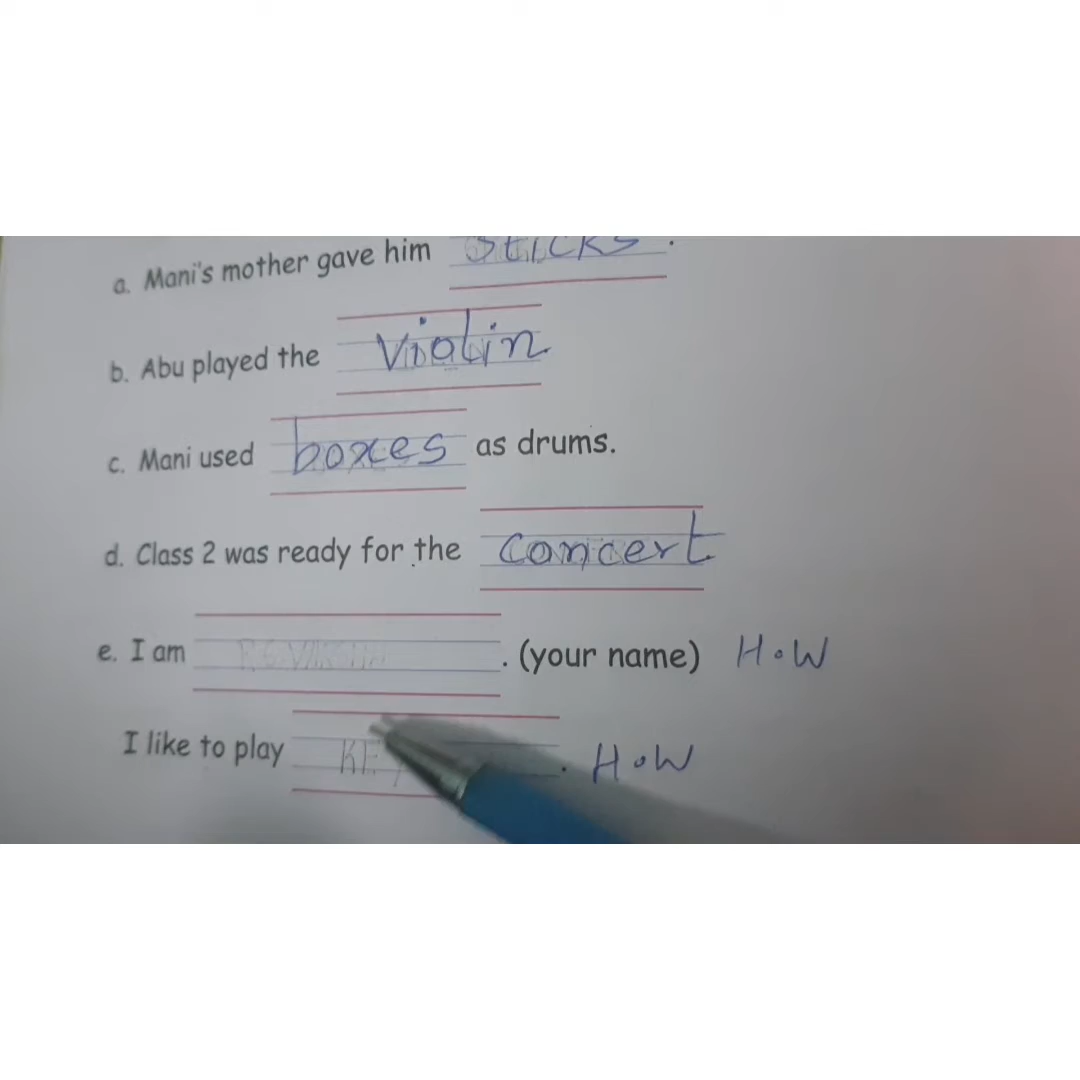 a. Mani's mother gave him sticks.
b. Abu played the violin
c. Mani used boxes as drums.
d. Class 2 was ready for the concert
e. I am . (your name) H.W
I like to play . H.W